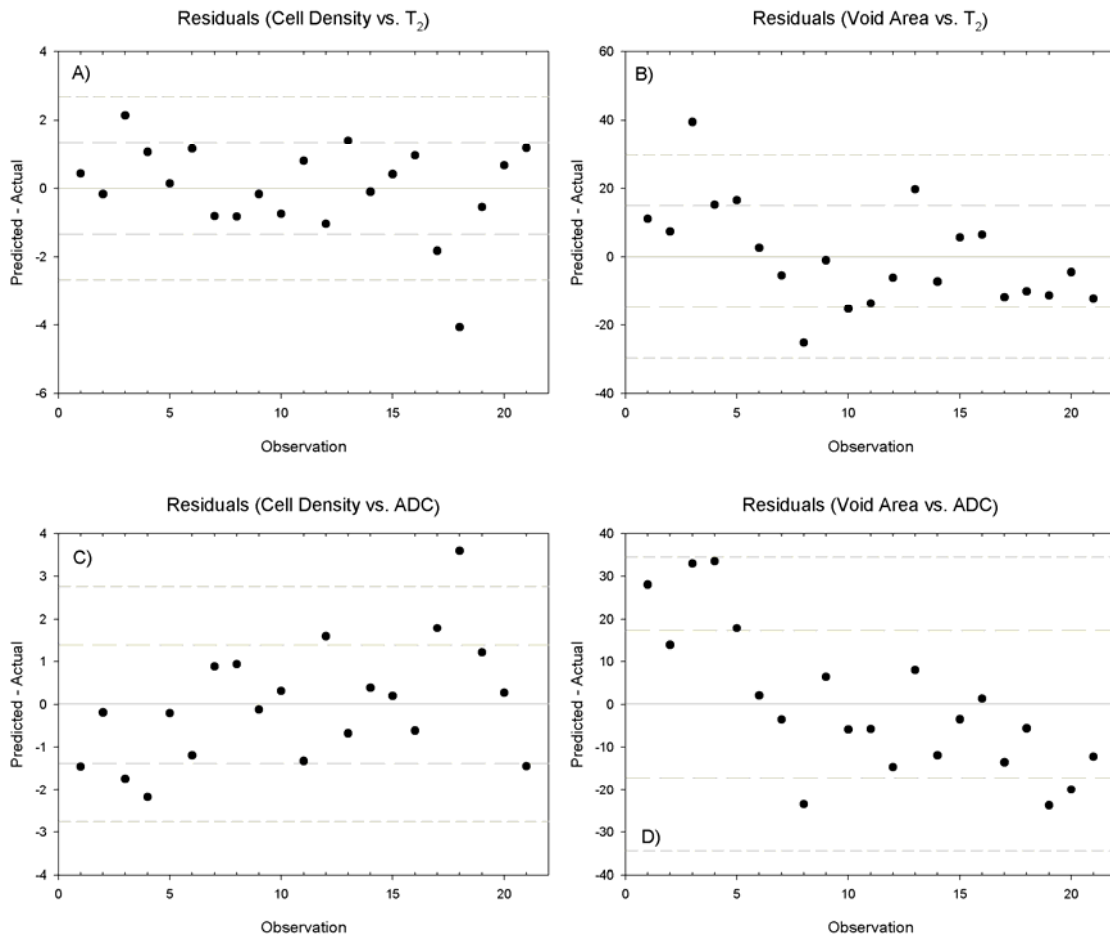 Residuals (Cell Density vs. T₂)
A)
4
2
0
-2
-4
-6
Predicted - Actual
0 5 10 15 20
Observation
Residuals (Void Area vs. T₂)
B)
60
40
20
0
-20
-40
Predicted - Actual
0 5 10 15 20
Observation
Residuals (Cell Density vs. ADC)
C)
4
3
2
1
0
-1
-2
-3
-4
Predicted - Actual
0 5 10 15 20
Observation
Residuals (Void Area vs. ADC)
40
30
20
10
0
-10
-20
-30
-40
D)
Predicted - Actual
0 5 10 15 20
Observation